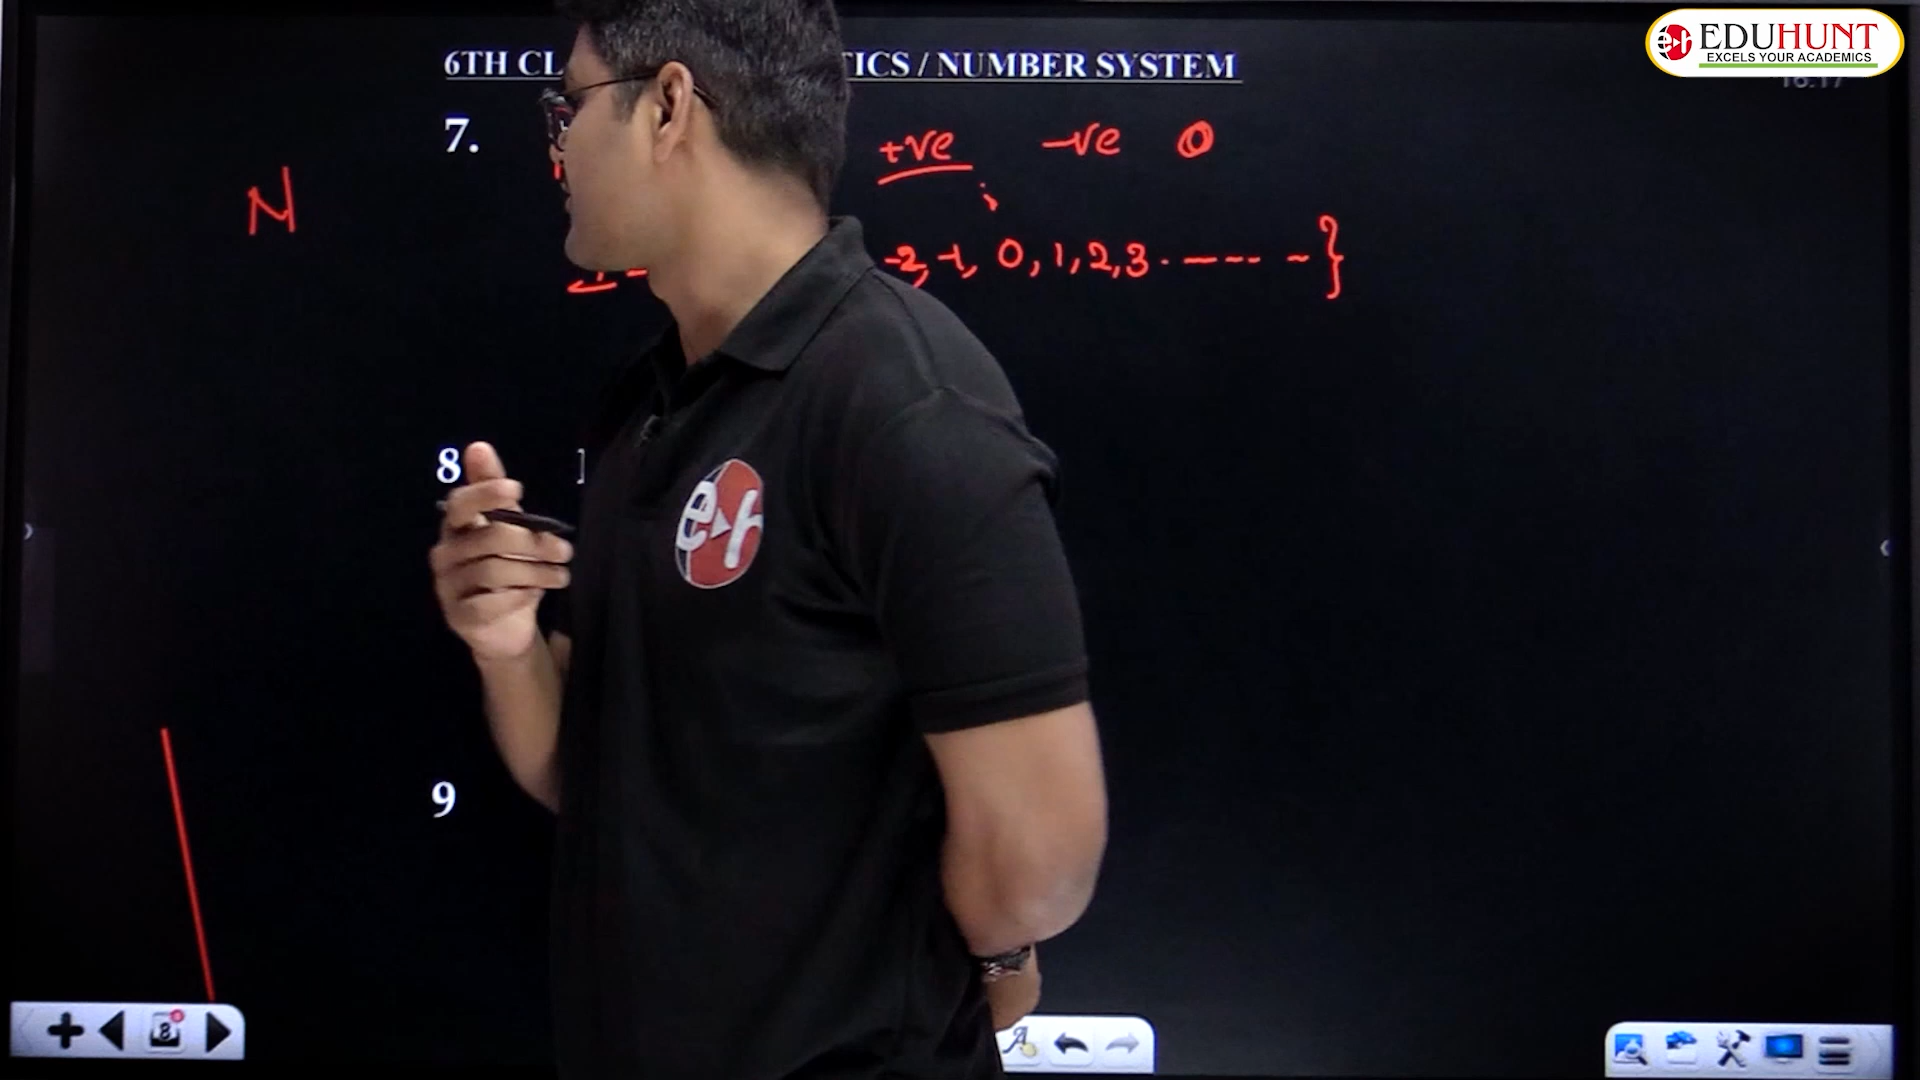 EDUHUNT
EXCELS YOUR ACADEMICS
6TH CL TICS / NUMBER SYSTEM
7.
+ve -ve 0
N
-2, -1, 0, 1, 2, 3 . ---- - }
8
9